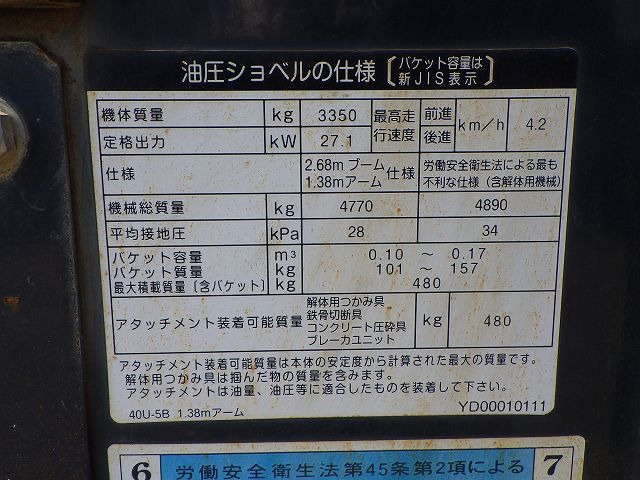 油圧ショベルの仕様〔バケット容量は新JIS表示〕
機体質量 kg 3350 最高走行速度 前進 後進 km/h 4.2
定格出力 kW 27.1
仕様 2.68mブーム 1.38mアーム 仕様 労働安全衛生法による最も不利な仕様(含解体用機械)
機械総質量 kg 4770 4890
平均接地圧 kPa 28 34
バケット容量 m³ 0.10 ~ 0.17
バケット質量 kg 101 ~ 157
最大積載質量〔含バケット〕 kg 480
アタッチメント装着可能質量 解体用つかみ具 鉄骨切断具 コンクリート圧砕具 ブレーカユニット kg 480
アタッチメント装着可能質量は本体の安定度から計算された最大の質量です。
解体用つかみ具は掴んだ物の質量を含みます。
アタッチメントは油量、油圧等に適合したものを装着して下さい。
40U-5B 1.38mアーム YD00010111
6 労働安全衛生法第45条第2項による 7